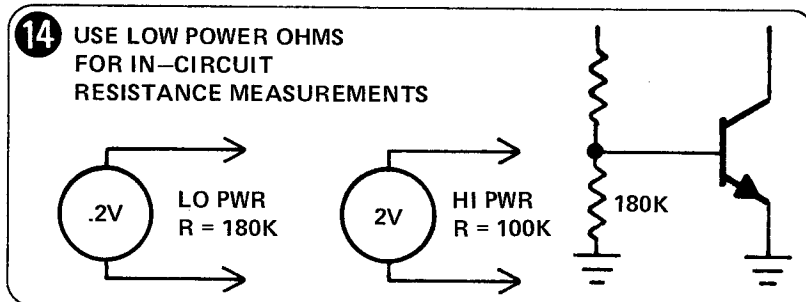 14 USE LOW POWER OHMS
FOR IN–CIRCUIT
RESISTANCE MEASUREMENTS
.2V
LO PWR
R = 180K
2V
HI PWR
R = 100K
180K